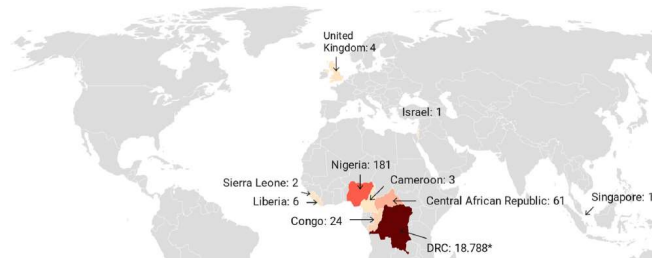 United
Kingdom: 4
Israel: 1
Nigeria: 181
Cameroon: 3
Sierra Leone: 2
Liberia: 6
Central African Republic: 61
Singapore: 1
Congo: 24
DRC: 18.788*